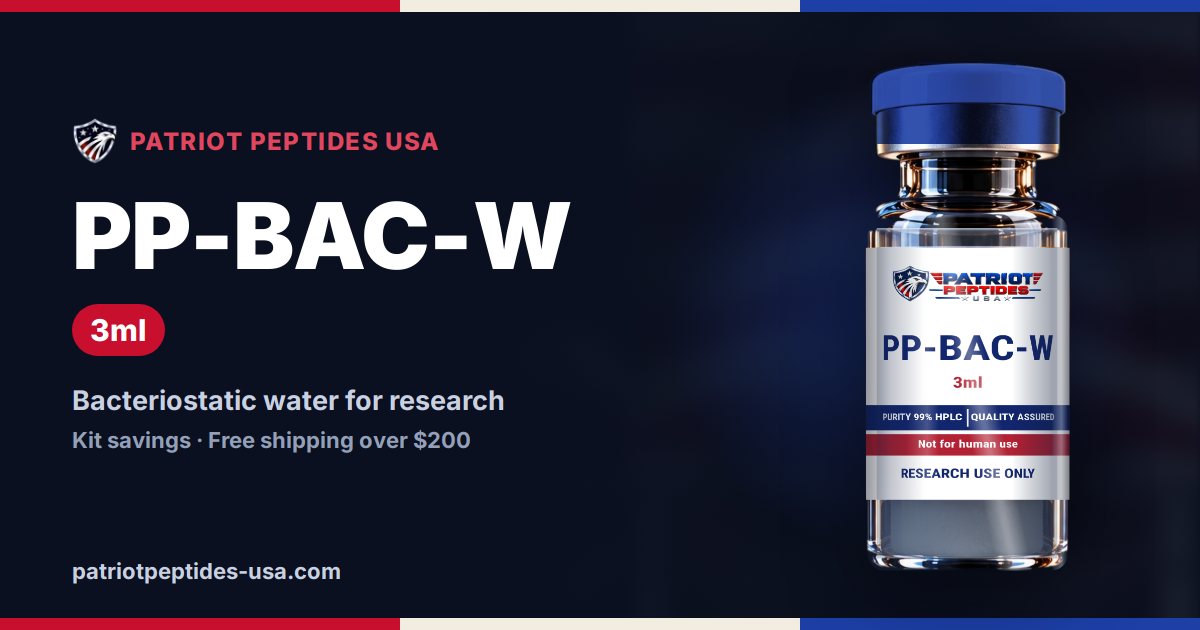 PATRIOT PEPTIDES USA
PP-BAC-W
3ml
Bacteriostatic water for research
Kit savings · Free shipping over $200
patriotpeptides-usa.com
PATRIOT
PEPTIDES
USA
PP-BAC-W
3ml
PURITY 99% HPLC | QUALITY ASSURED
Not for human use
RESEARCH USE ONLY